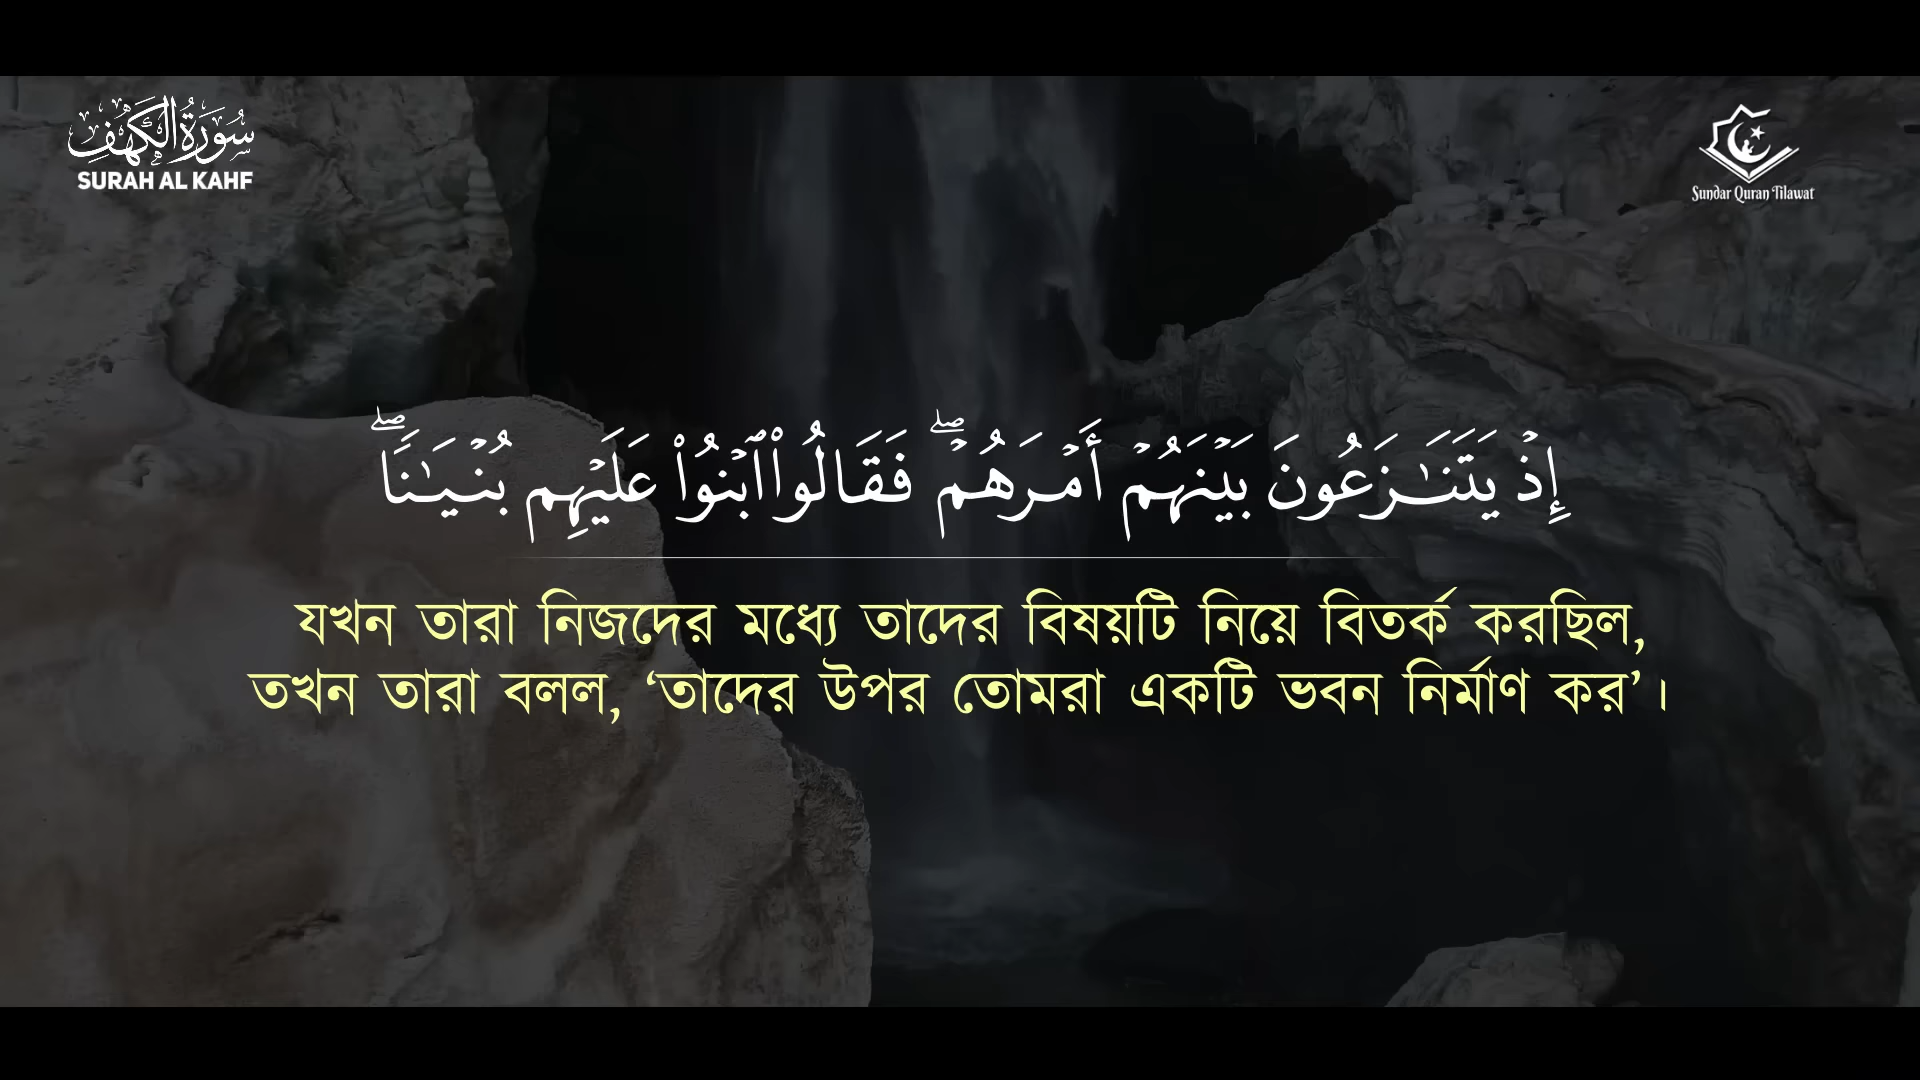 سُورَةُ الكَهْفِ
SURAH AL KAHF
Sundar Quran Tilawat
إِذۡ يَتَنَٰزَعُونَ بَيۡنَهُمۡ أَمۡرَهُمۡۖ فَقَالُواْ ٱبۡنُواْ عَلَيۡهِم بُنۡيَٰنٗاۖ
যখন তারা নিজদের মধ্যে তাদের বিষয়টি নিয়ে বিতর্ক করছিল,
তখন তারা বলল, ‘তাদের উপর তোমরা একটি ভবন নির্মাণ কর’।